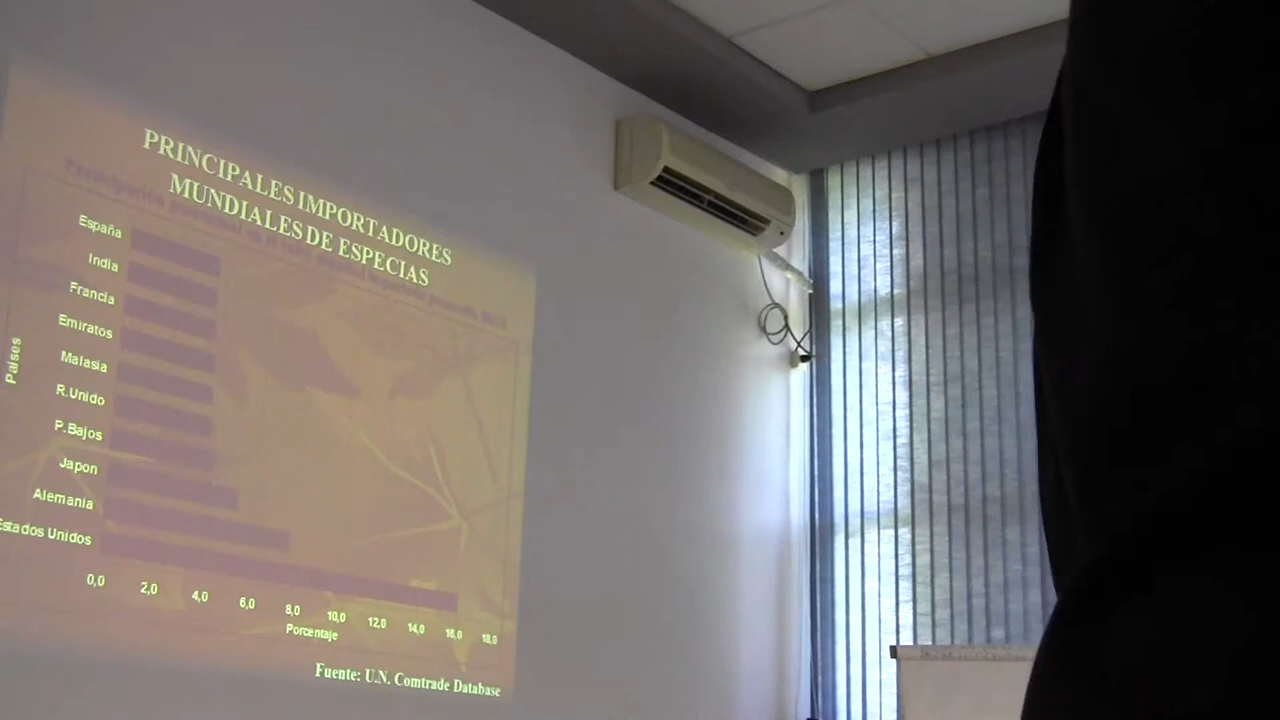 PRINCIPALES IMPORTADORES
MUNDIALES DE ESPECIAS
España
India
Francia
Emiratos
Malasia
R.Unido
P.Bajos
Japon
Alemania
Estados Unidos
Países
0,0 2,0 4,0 6,0 8,0 10,0 12,0 14,0 16,0 18,0
Porcentaje
Fuente: U.N. Comtrade Database